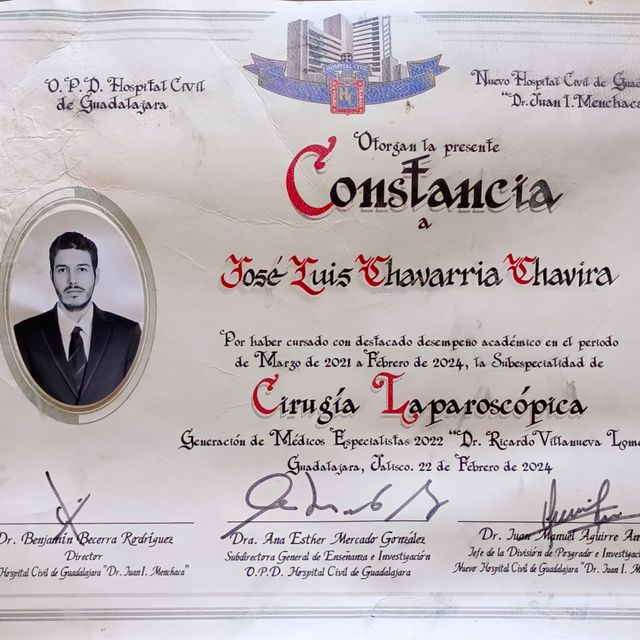 O. P. D. Hospital Civil
de Guadalajara
HOSPITAL CIVIL
Nuevo Hospital Civil de
"Dr. Juan I. Menchaca
Otorgan la presente
Constancia
a
José Luis Chavarria Chavira
Por haber cursado con destacado desempeño académico en el periodo
de Marzo de 2021 a Febrero de 2024, la Subespecialidad de
Cirugía Laparoscópica
Generación de Médicos Especialistas 2022 "Dr. Ricardo Villanueva
Guadalajara, Jalisco. 22 de Febrero de 2024
Dr. Benjamín Becerra Rodríguez
Director
Hospital Civil de Guadalajara "Dr. Juan I. Menchaca"
Dra. Ana Esther Mercado González
Subdirectora General de Enseñanza e Investigación
O.P.D. Hospital Civil de Guadalajara
Dr. Juan Manuel Aguirre
Jefe de la División de Posgrado e
Nuevo Hospital Civil de Guadalajara "Dr. Juan I.